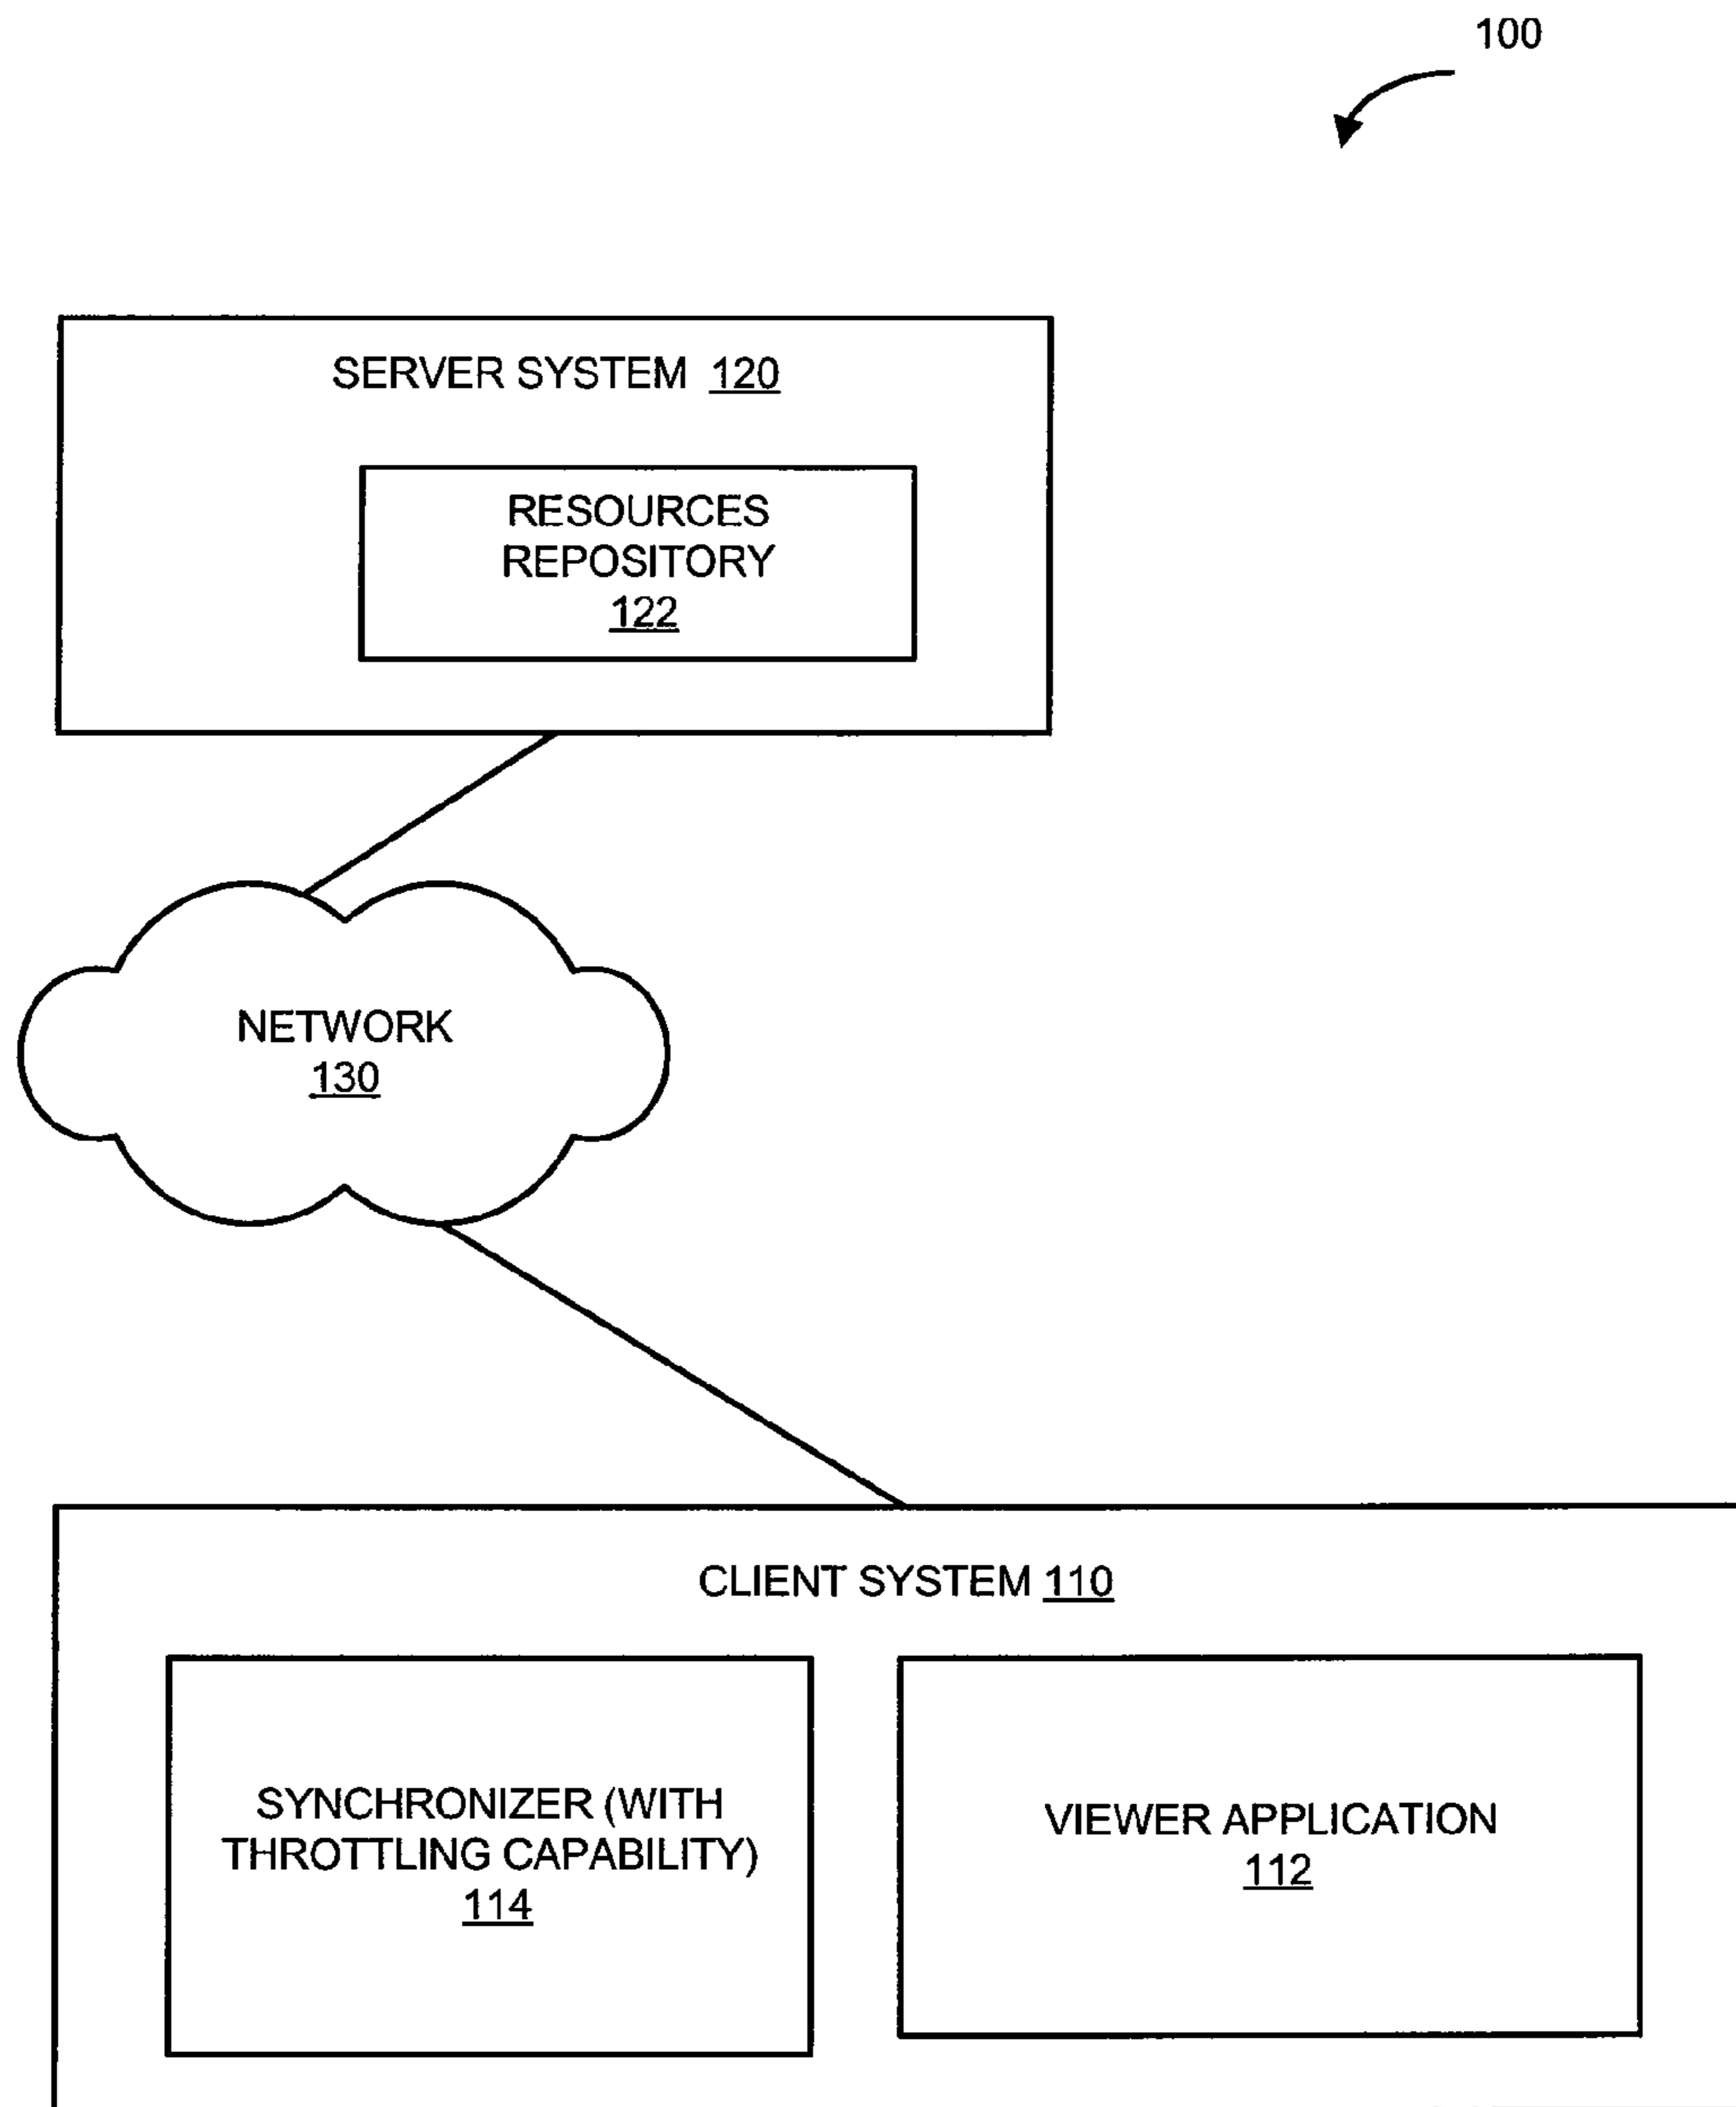 100
SERVER SYSTEM 120
RESOURCES
REPOSITORY
122
NETWORK
130
CLIENT SYSTEM 110
SYNCHRONIZER (WITH
THROTTLING CAPABILITY)
114
VIEWER APPLICATION
112